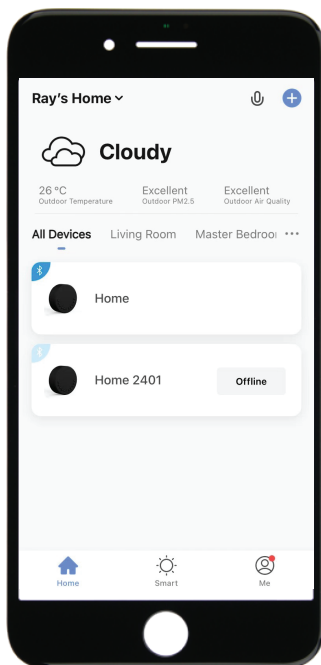 Ray's Home
Cloudy
26 °C Excellent Excellent
Outdoor Temperature Outdoor PM2.5 Outdoor Air Quality
All Devices Living Room Master Bedroo
Home
Home 2401 Offline
Home Smart Me